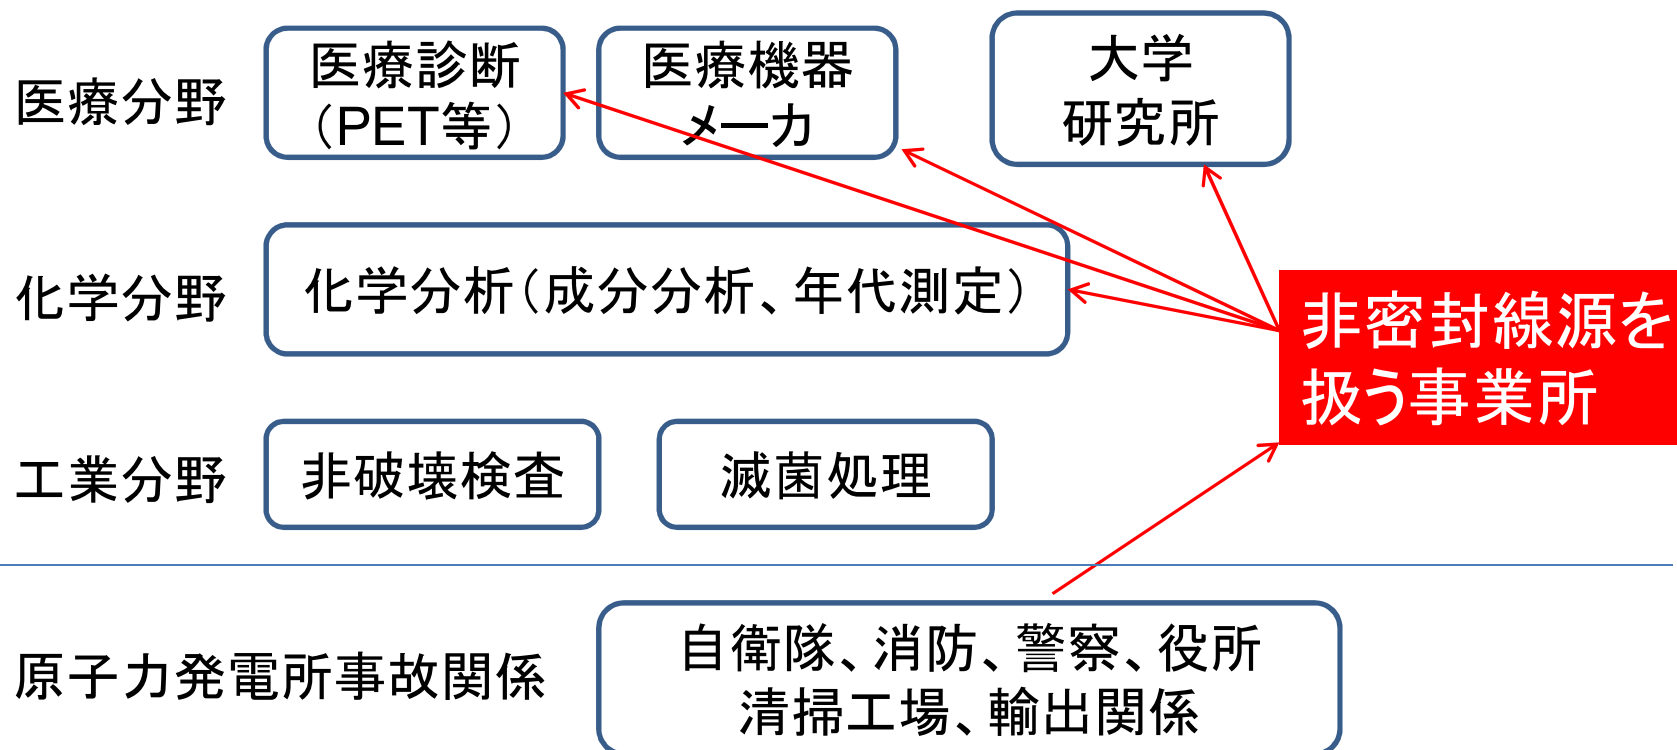 医療分野
医療診断
（PET等）
医療機器
メーカ
大学
研究所
化学分野
化学分析（成分分析、年代測定）
非密封線源を
扱う事業所
工業分野
非破壊検査
滅菌処理
原子力発電所事故関係
自衛隊、消防、警察、役所
清掃工場、輸出関係